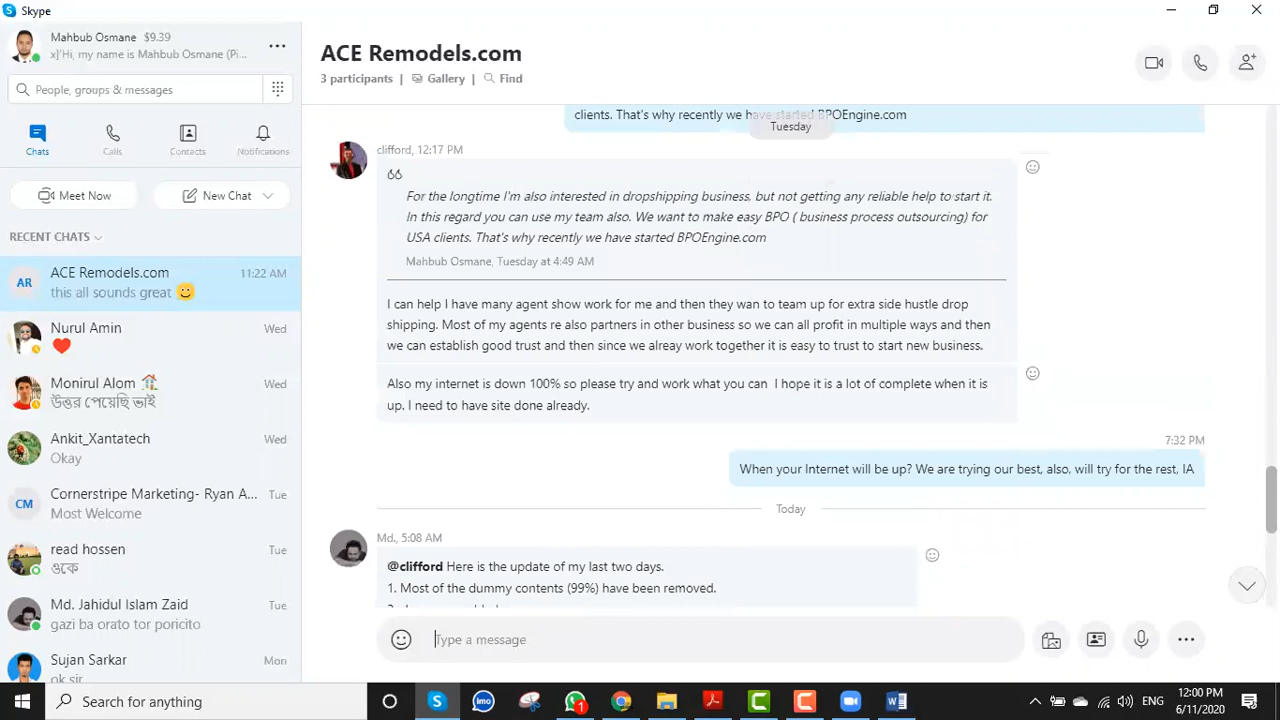 Skype
Mahbub Osmane $9.39
x]'Hi, my name is Mahbub Osmane (Pi...
People, groups & messages
Chats
Calls
Contacts
Notifications
Meet Now
New Chat
RECENT CHATS
AR
ACE Remodels.com 11:22 AM
this all sounds great
Nurul Amin Wed
Monirul Alom Wed
উত্তর পেয়েছি ভাই
Ankit_Xantatech Wed
Okay
CM
Cornerstripe Marketing- Ryan A... Tue
Most Welcome
read hossen Tue
ওকে
Md. Jahidul Islam Zaid Tue
gazi ba orato tor poricito
Sujan Sarkar Mon
ok sir
ACE Remodels.com
3 participants | Gallery | Find
clients. That's why recently we have started BPOEngine.com
Tuesday
clifford, 12:17 PM
For the longtime I'm also interested in dropshipping business, but not getting any reliable help to start it.
In this regard you can use my team also. We want to make easy BPO ( business process outsourcing) for
USA clients. That's why recently we have started BPOEngine.com
Mahbub Osmane, Tuesday at 4:49 AM
I can help I have many agent show work for me and then they wan to team up for extra side hustle drop
shipping. Most of my agents re also partners in other business so we can all profit in multiple ways and then
we can establish good trust and then since we alreay work together it is easy to trust to start new business.
Also my internet is down 100% so please try and work what you can I hope it is a lot of complete when it is
up. I need to have site done already.
7:32 PM
When your Internet will be up? We are trying our best, also, will try for the rest, IA
Today
Md., 5:08 AM
@clifford Here is the update of my last two days.
1. Most of the dummy contents (99%) have been removed.
Type a message
Search for anything
imo
1
ENG
12:00 PM
6/11/2020